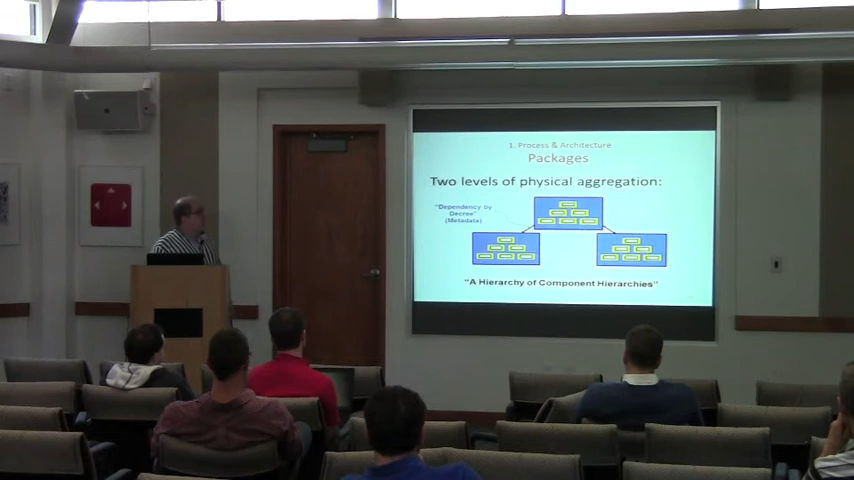 1. Process & Architecture
Packages
Two levels of physical aggregation:
"Dependency by
Decree"
(Metadata)
"A Hierarchy of Component Hierarchies"